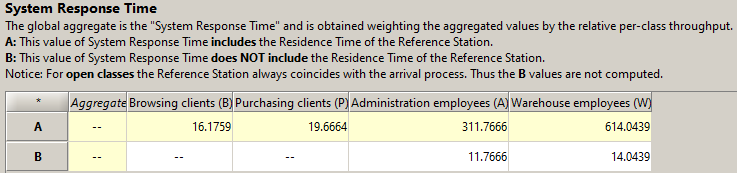 System Response Time
The global aggregate is the "System Response Time" and is obtained weighting the aggregated values by the relative per-class throughput.
A: This value of System Response Time includes the Residence Time of the Reference Station.
B: This value of System Response Time does NOT include the Residence Time of the Reference Station.
Notice: For open classes the Reference Station always coincides with the arrival process. Thus the B values are not computed.
* Aggregate Browsing clients (B) Purchasing clients (P) Administration employees (A) Warehouse employees (W)
A -- 16.1759 19.6664 311.7666 614.0439
B -- -- -- 11.7666 14.0439